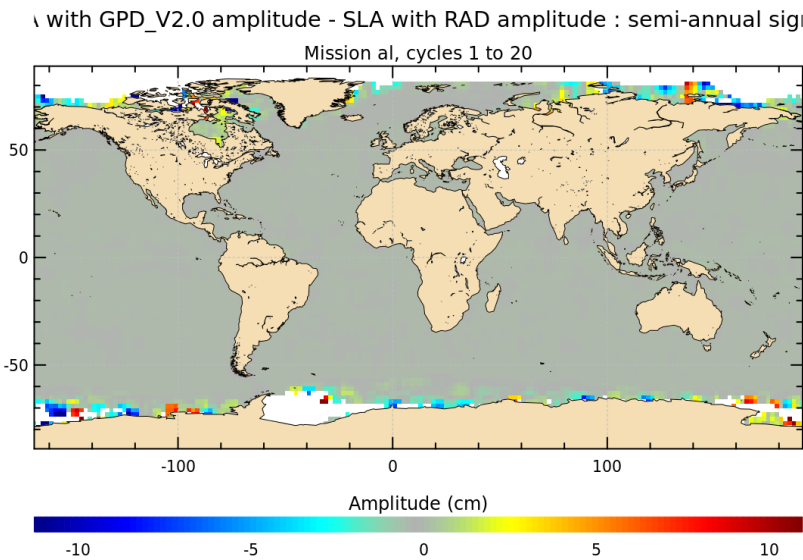 with GPD_V2.0 amplitude - SLA with RAD amplitude : semi-annual
Mission al, cycles 1 to 20
50
0
-50
-100 0 100
Amplitude (cm)
-10 -5 0 5 10